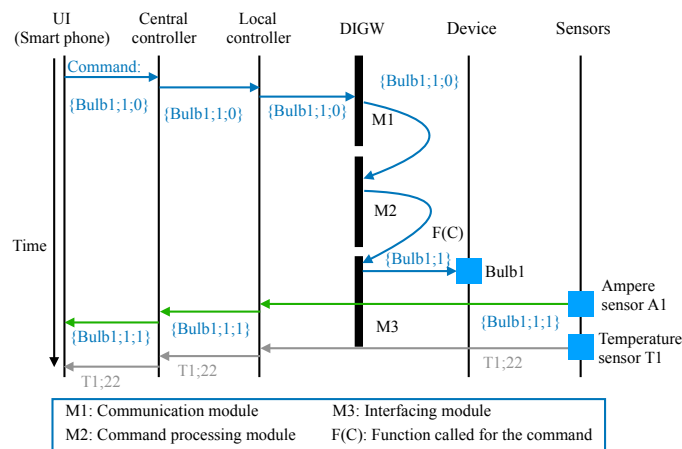 UI
(Smart phone)
Central
controller
Local
controller
DIGW
Device
Sensors
Command:
{Bulb1;1;0}
{Bulb1;1;0}
{Bulb1;1;0}
{Bulb1;1;0}
M1
M2
F(C)
Time
{Bulb1;1}
Bulb1
Ampere
sensor A1
{Bulb1;1;1}
{Bulb1;1;1}
{Bulb1;1;1}
M3
Temperature
sensor T1
T1;22
T1;22
T1;22
M1: Communication module
M3: Interfacing module
M2: Command processing module
F(C): Function called for the command